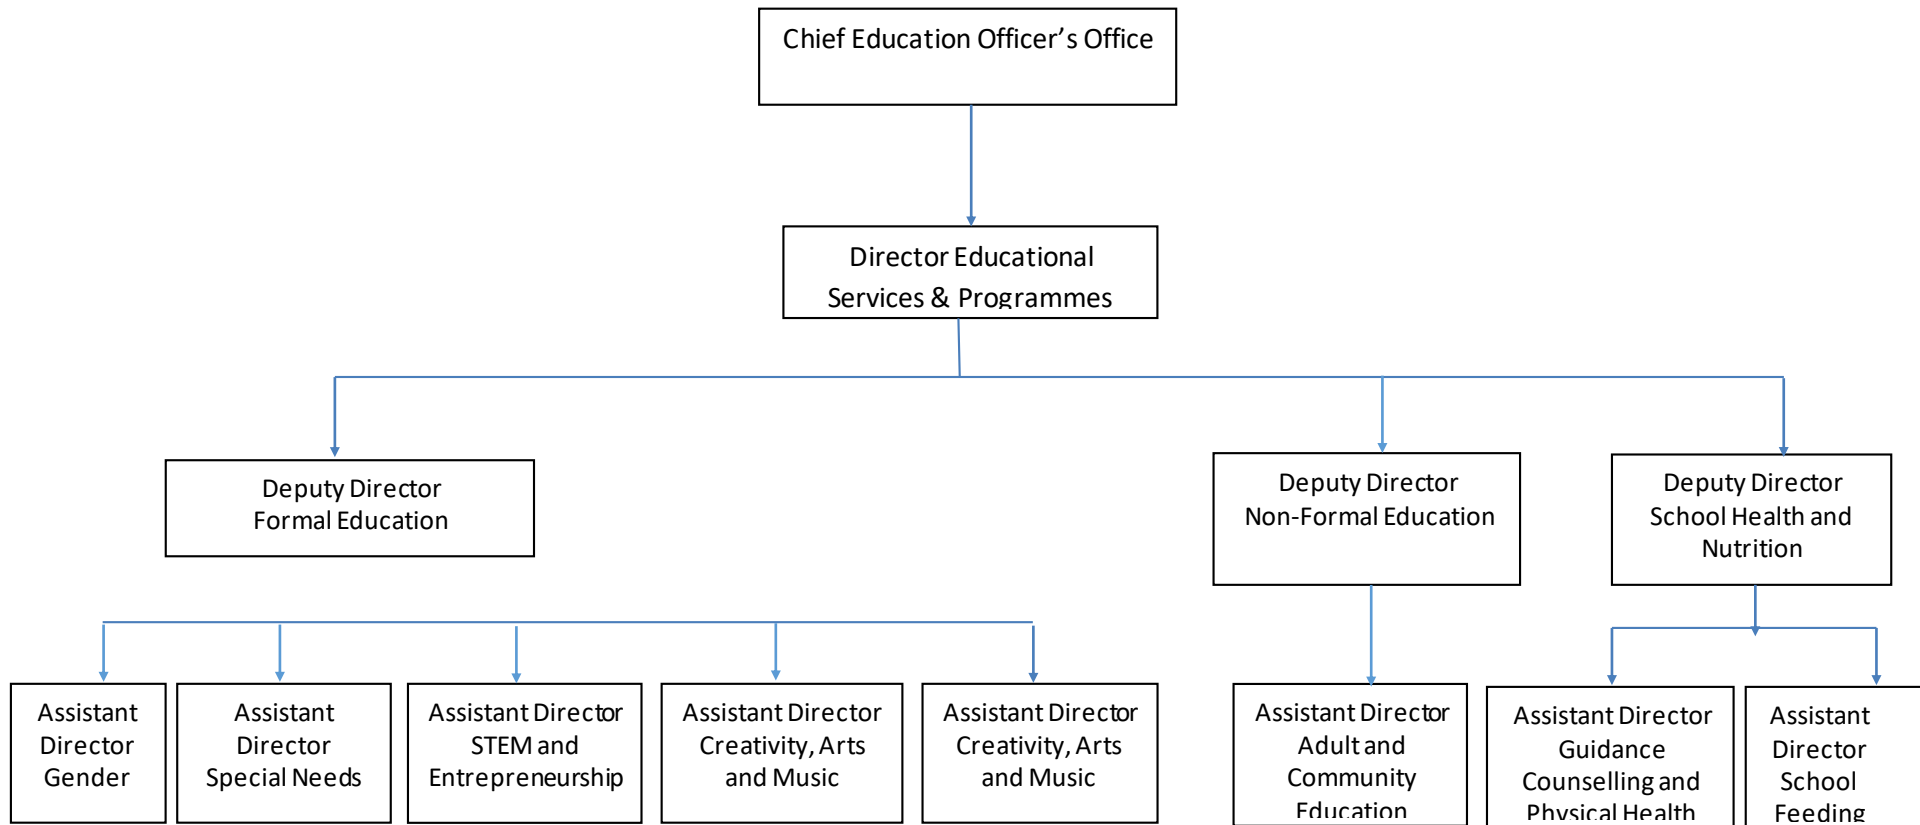 Chief Education Officer’s Office
Director Educational
Services & Programmes
Deputy Director
Formal Education
Deputy Director
Non-Formal Education
Deputy Director
School Health and
Nutrition
Assistant
Director
Gender
Assistant
Director
Special Needs
Assistant Director
STEM and
Entrepreneurship
Assistant Director
Creativity, Arts
and Music
Assistant Director
Creativity, Arts
and Music
Assistant Director
Adult and
Community
Education
Assistant Director
Guidance
Counselling and
Physical Health
Assistant
Director
School
Feeding